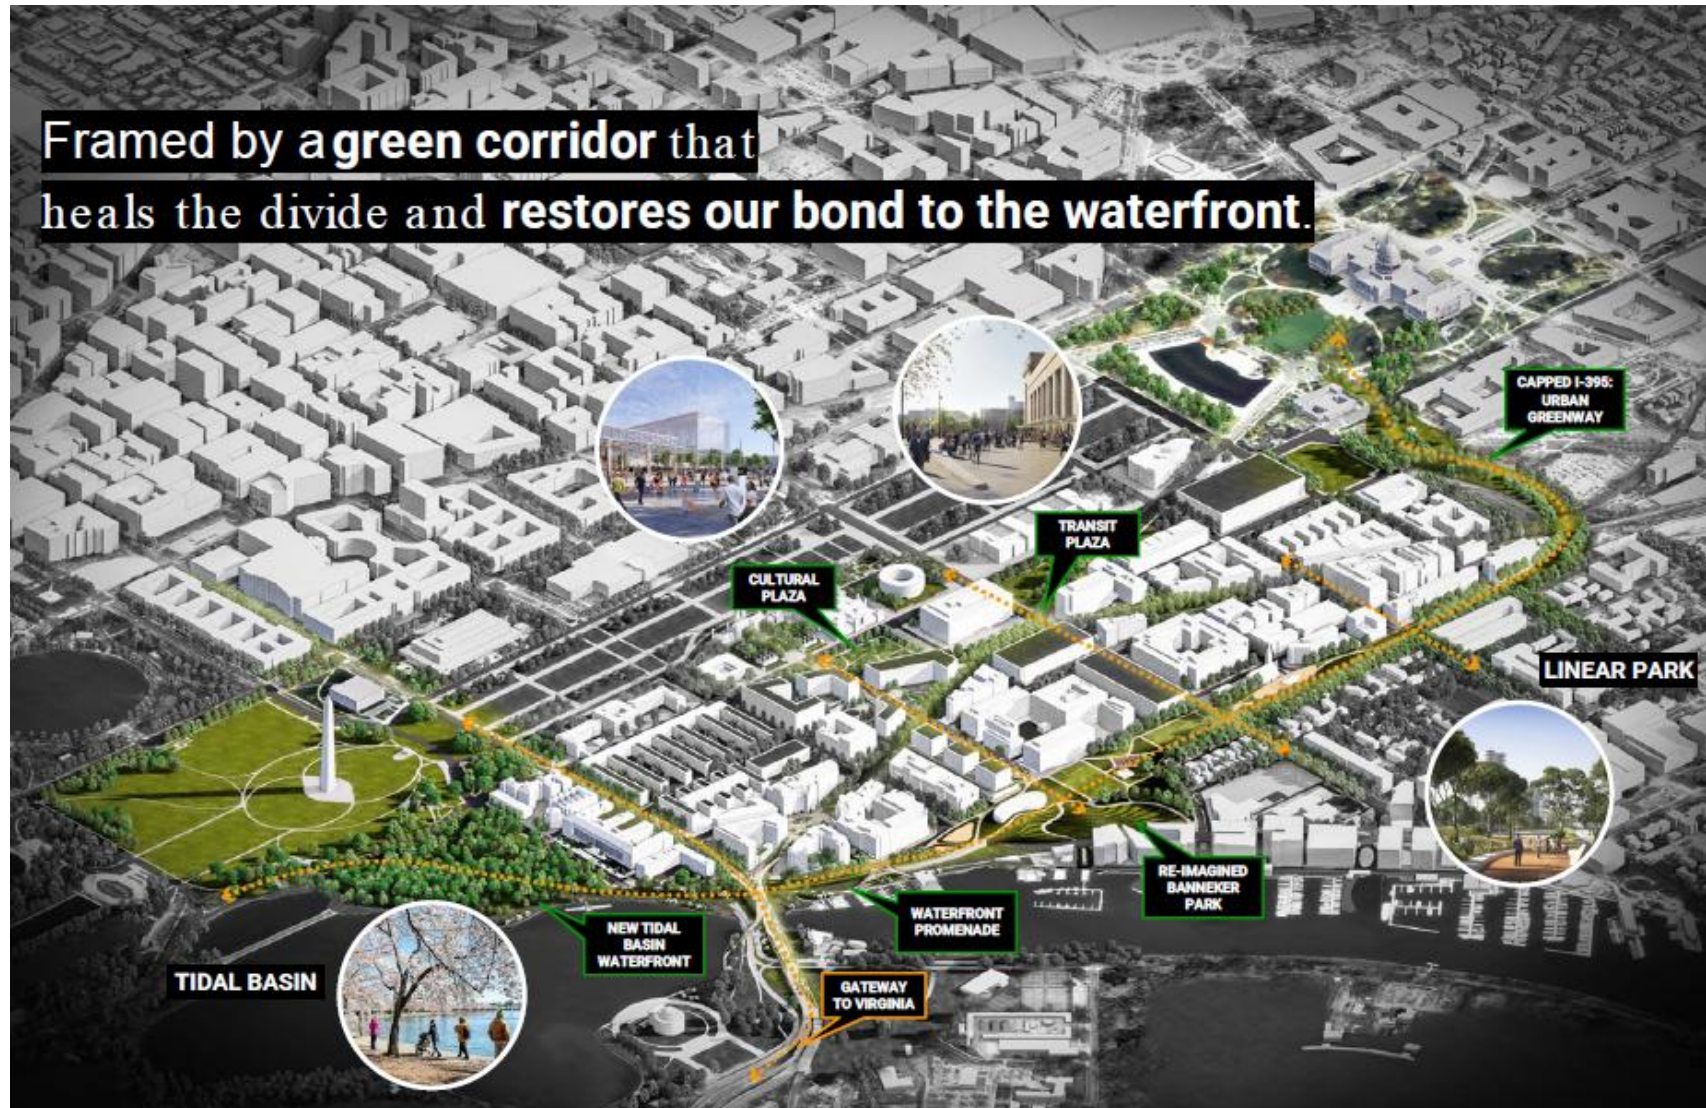 Framed by a green corridor that
heals the divide and restores our bond to the waterfront.
CAPPED I-395:
URBAN
GREENWAY
TRANSIT
PLAZA
CULTURAL
PLAZA
LINEAR PARK
RE-IMAGINED
BANNEKER
PARK
WATERFRONT
PROMENADE
NEW TIDAL
BASIN
WATERFRONT
TIDAL BASIN
GATEWAY
TO VIRGINIA